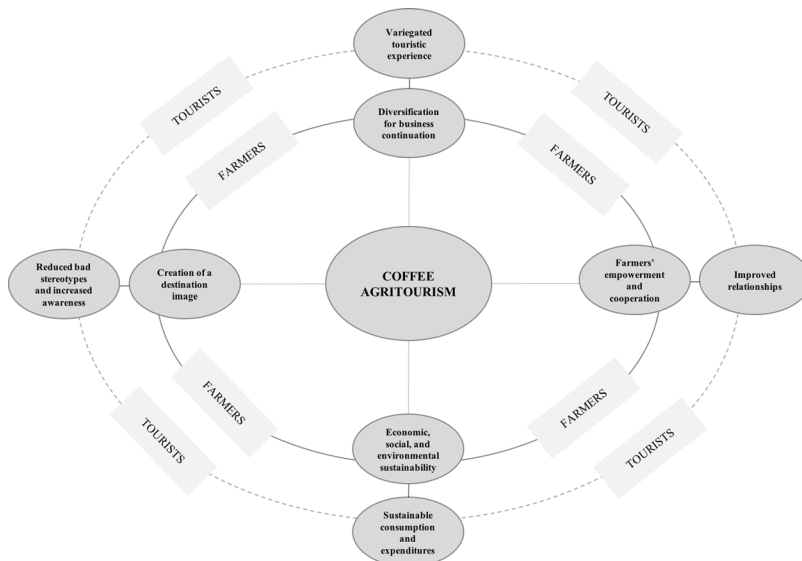 Variegated
touristic
experience
TOURISTS
TOURISTS
Diversification
for business
continuation
FARMERS
FARMERS
Reduced bad
stereotypes
and increased
awareness
Creation of a
destination
image
COFFEE
AGRITOURISM
Farmers'
empowerment
and
cooperation
Improved
relationships
FARMERS
FARMERS
TOURISTS
TOURISTS
Economic,
social, and
environmental
sustainability
Sustainable
consumption
and
expenditures